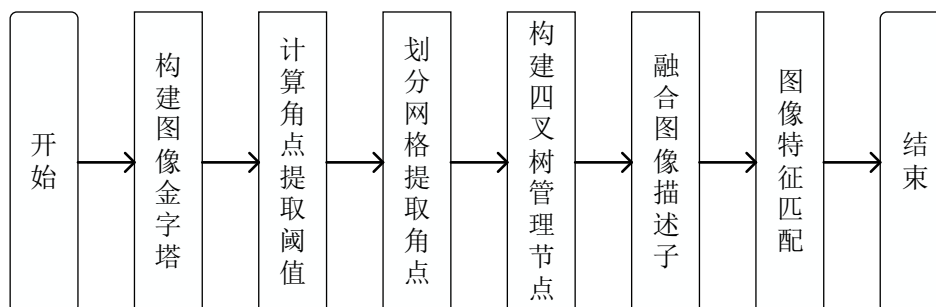 开始
构建图像金字塔
计算角点提取阈值
划分网格提取角点
构建四叉树管理节点
融合图像描述子
图像特征匹配
结束